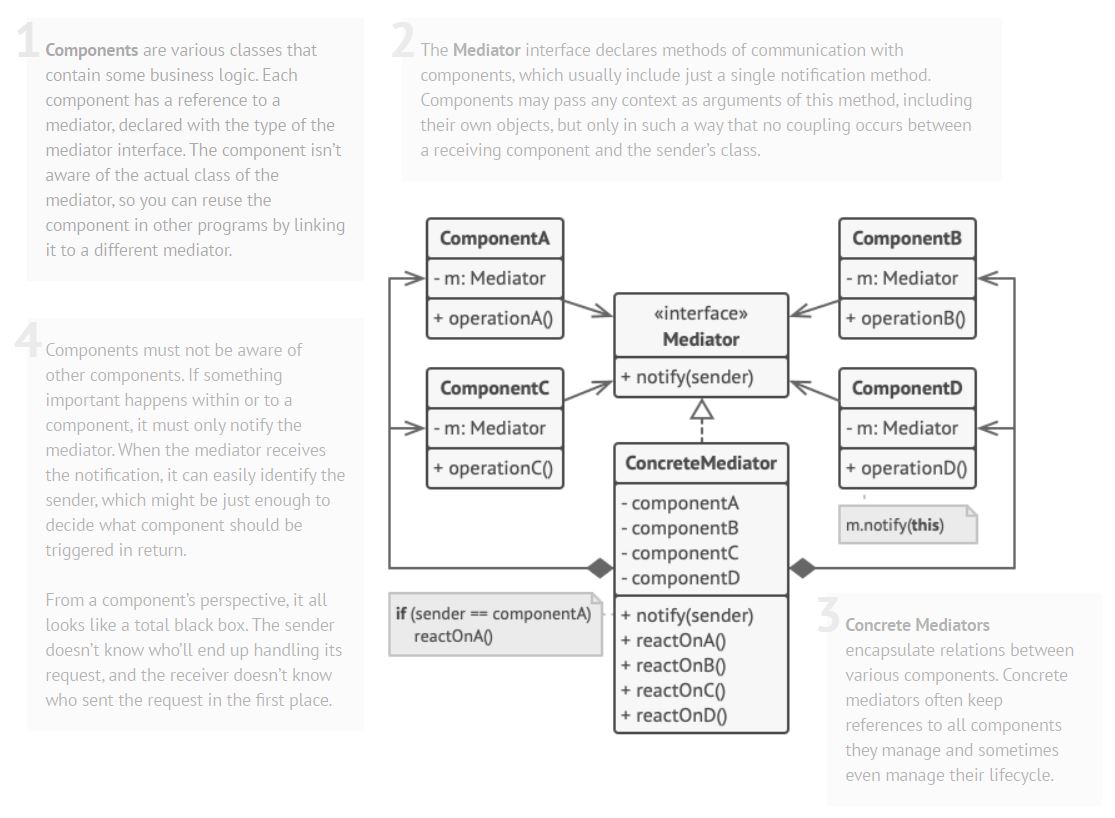 1
Components are various classes that
contain some business logic. Each
component has a reference to a
mediator, declared with the type of the
mediator interface. The component isn't
aware of the actual class of the
mediator, so you can reuse the
component in other programs by linking
it to a different mediator.
2
The Mediator interface declares methods of communication with
components, which usually include just a single notification method.
Components may pass any context as arguments of this method, including
their own objects, but only in such a way that no coupling occurs between
a receiving component and the sender's class.
ComponentA
- m: Mediator
+ operationA()
ComponentB
- m: Mediator
+ operationB()
«interface»
Mediator
+ notify(sender)
ComponentC
- m: Mediator
+ operationC()
ComponentD
- m: Mediator
+ operationD()
m.notify(this)
ConcreteMediator
- componentA
- componentB
- componentC
- componentD
+ notify(sender)
+ reactOnA()
+ reactOnB()
+ reactOnC()
+ reactOnD()
if (sender == componentA)
reactOnA()
3
Concrete Mediators
encapsulate relations between
various components. Concrete
mediators often keep
references to all components
they manage and sometimes
even manage their lifecycle.
4
Components must not be aware of
other components. If something
important happens within or to a
component, it must only notify the
mediator. When the mediator receives
the notification, it can easily identify the
sender, which might be just enough to
decide what component should be
triggered in return.
From a component's perspective, it all
looks like a total black box. The sender
doesn't know who'll end up handling its
request, and the receiver doesn't know
who sent the request in the first place.